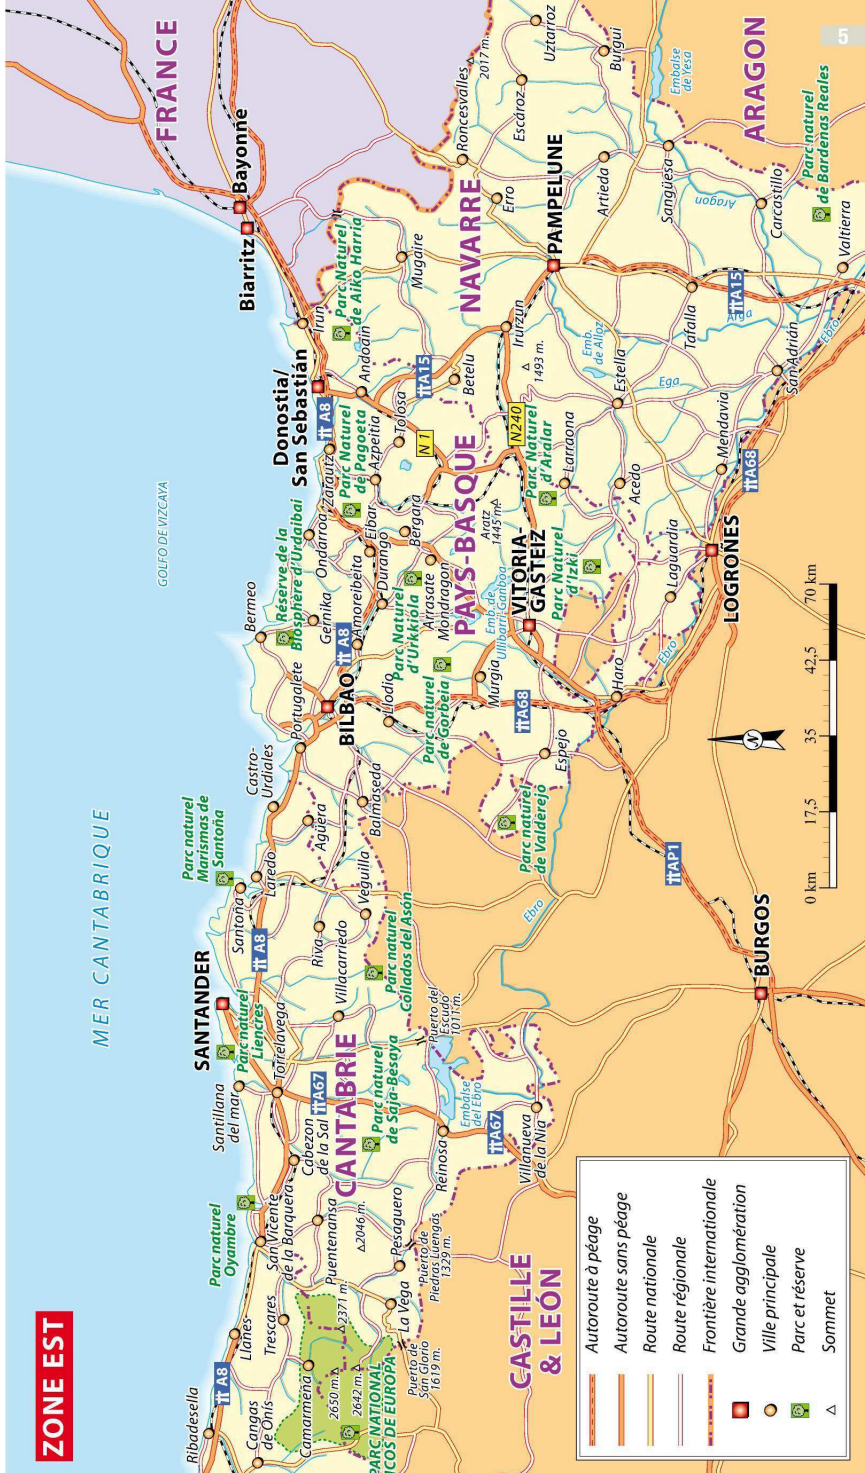 ZONE EST
MER CANTABRIQUE
GOLFO DE VIZCAYA
FRANCE
5
Ribadesella
A8
Llanes
Cangas
de Onís
Trescares
Camarmeña
2650 m.
2642 m.
2371 m.
PARC NATIONAL
PICOS DE EUROPA
Puerto de
San Glorio
1619 m.
La Vega
Puentenansa
2046 m.
Pesaguero
Puerto de
Piedras Luengas
1329 m.
Parc naturel
Oyambre
San Vicente
de la Barquera
Cabezon
de la Sal
Santillana
del mar
Torrelavega
A67
CANTABRIE
Parc naturel
de Saja-Besaya
Reinosa
Embalse
del Ebro
A67
Villanueva
de la Nia
Puerto del
Escudo
1011 m.
SANTANDER
Parc naturel
Liencres
Villacarriedo
Riva
Veguilla
Parc naturel
Collados del Asón
A8
Santoña
Parc naturel
Marismas de
Santoña
Laredo
Agüera
Castro-
Urdiales
Balmaseda
Portugalete
BILBAO
Llodio
A8
Bermeo
Réserve de la
Biosphère d'Urdaibai
Gernika
Amorebeita
Durango
Parc Naturel
d'Urkkiola
Parc naturel
de Gorbeia
Murgia
A68
Espejo
Parc naturel
de Valderejo
Ebro
Ondarroa
Eibar
Bergara
Arrasate
Mondragon
PAYS-BASQUE
Emb. de
Ullibarri-Ganboa
VITORIA-
GASTEIZ
Aratz
1445 m.
Parc Naturel
d'Izki
Zarautz
Parc Naturel
de Pagoeta
Azpeitia
Tolosa
N 1
N240
Parc Naturel
d'Aralar
Larraona
Acedo
Donostia/
San Sebastián
A8
Andoain
A15
Betelu
Irun
Parc Naturel
de Aiko Harria
Biarritz
Bayonne
Mugaire
NAVARRE
Irurzun
1493 m.
Emb.
de Alloz
Estella
Ega
Roncesvalles
2017 m.
Erro
Escároz
Uztarroz
Burgui
PAMPELUNE
Artieda
Sangüesa
Embalse
de Yesa
ARAGON
Aragon
Carcastillo
Parc naturel
de Bardenas Reales
Valtierra
Tafalla
A15
Arga
Ebro
San Adrián
Mendavia
A68
Laguardia
LOGROÑES
Ebro
Haro
AP1
BURGOS
CASTILLE
& LEÓN
N
0 km
17,5
35
42,5
70 km
Autoroute à péage
Autoroute sans péage
Route nationale
Route régionale
Frontière internationale
Grande agglomération
Ville principale
Parc et réserve
Sommet